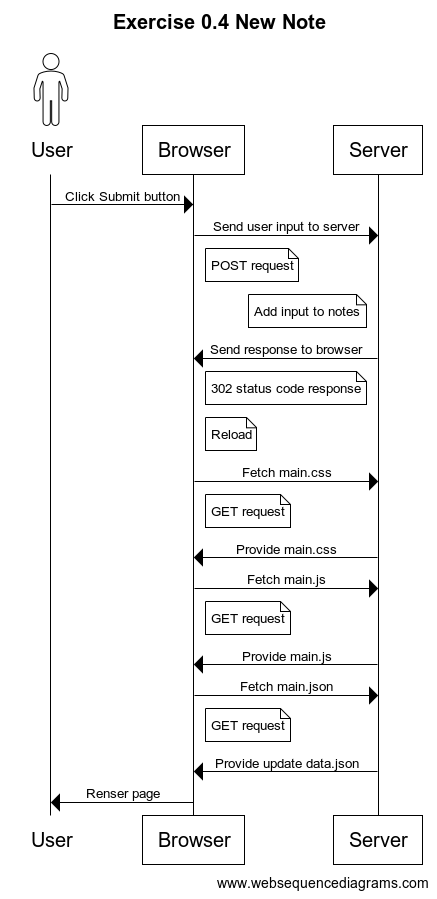 Exercise 0.4 New Note
User
Browser
Server
Click Submit button
Send user input to server
POST request
Add input to notes
Send response to browser
302 status code response
Reload
Fetch main.css
GET request
Provide main.css
Fetch main.js
GET request
Provide main.js
Fetch main.json
GET request
Provide update data.json
Renser page
User
Browser
Server
www.websequencediagrams.com